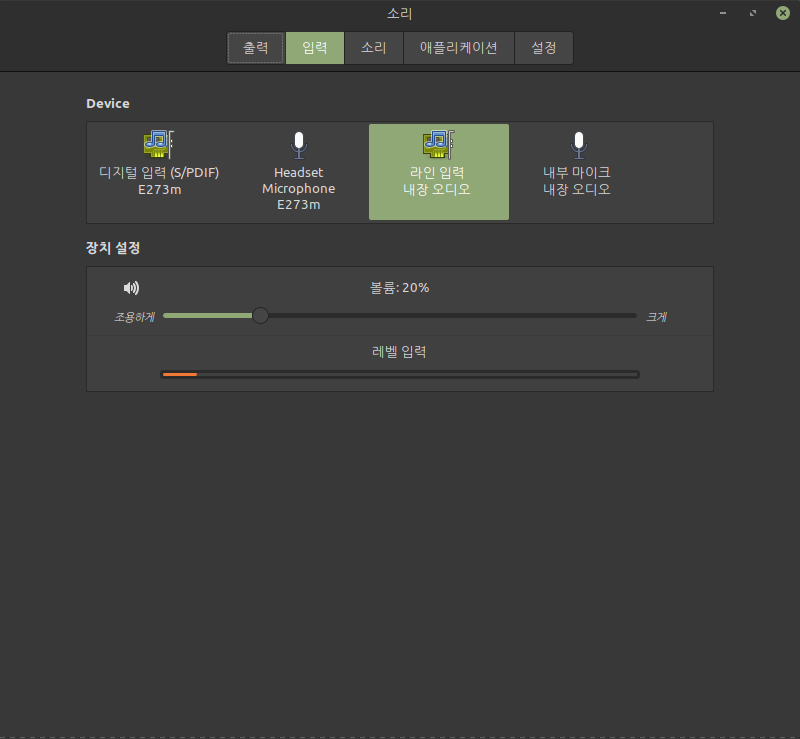 소리
출력 입력 소리 애플리케이션 설정
Device
디지털 입력 (S/PDIF)
E273m
Headset
Microphone
E273m
라인 입력
내장 오디오
내부 마이크
내장 오디오
장치 설정
볼륨: 20%
조용하게 크게
레벨 입력